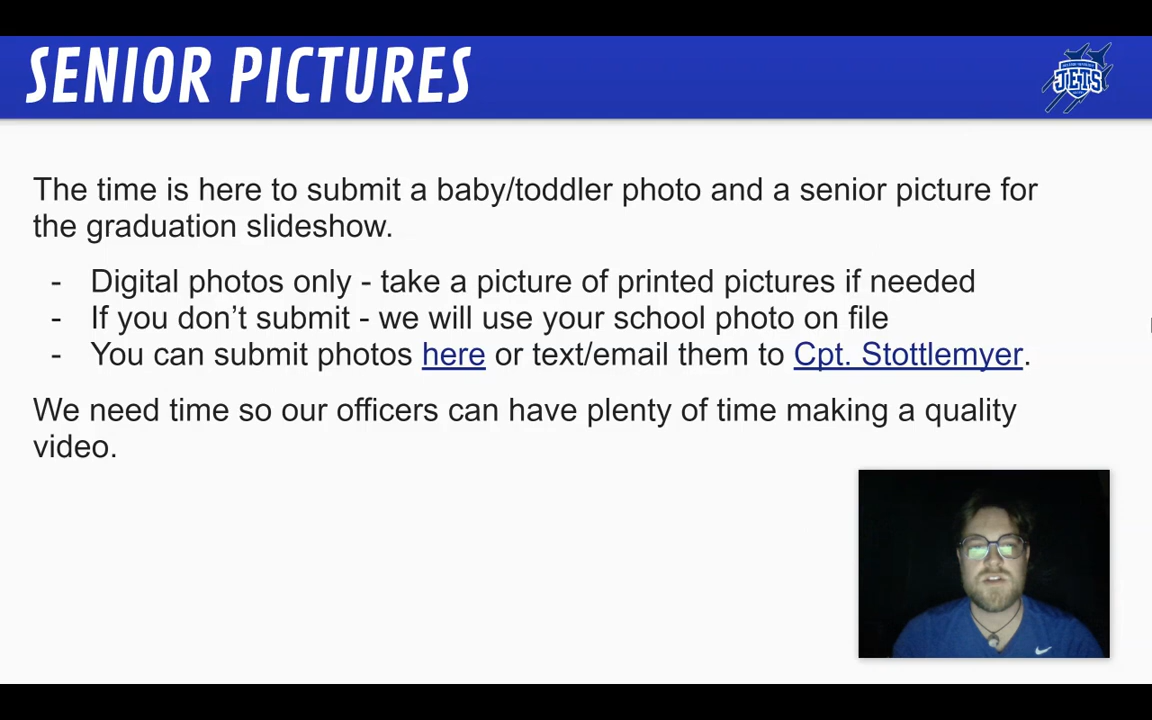 SENIOR PICTURES
JETS
The time is here to submit a baby/toddler photo and a senior picture for
the graduation slideshow.
- Digital photos only - take a picture of printed pictures if needed
- If you don’t submit - we will use your school photo on file
- You can submit photos here or text/email them to Cpt. Stottlemyer.
We need time so our officers can have plenty of time making a quality
video.